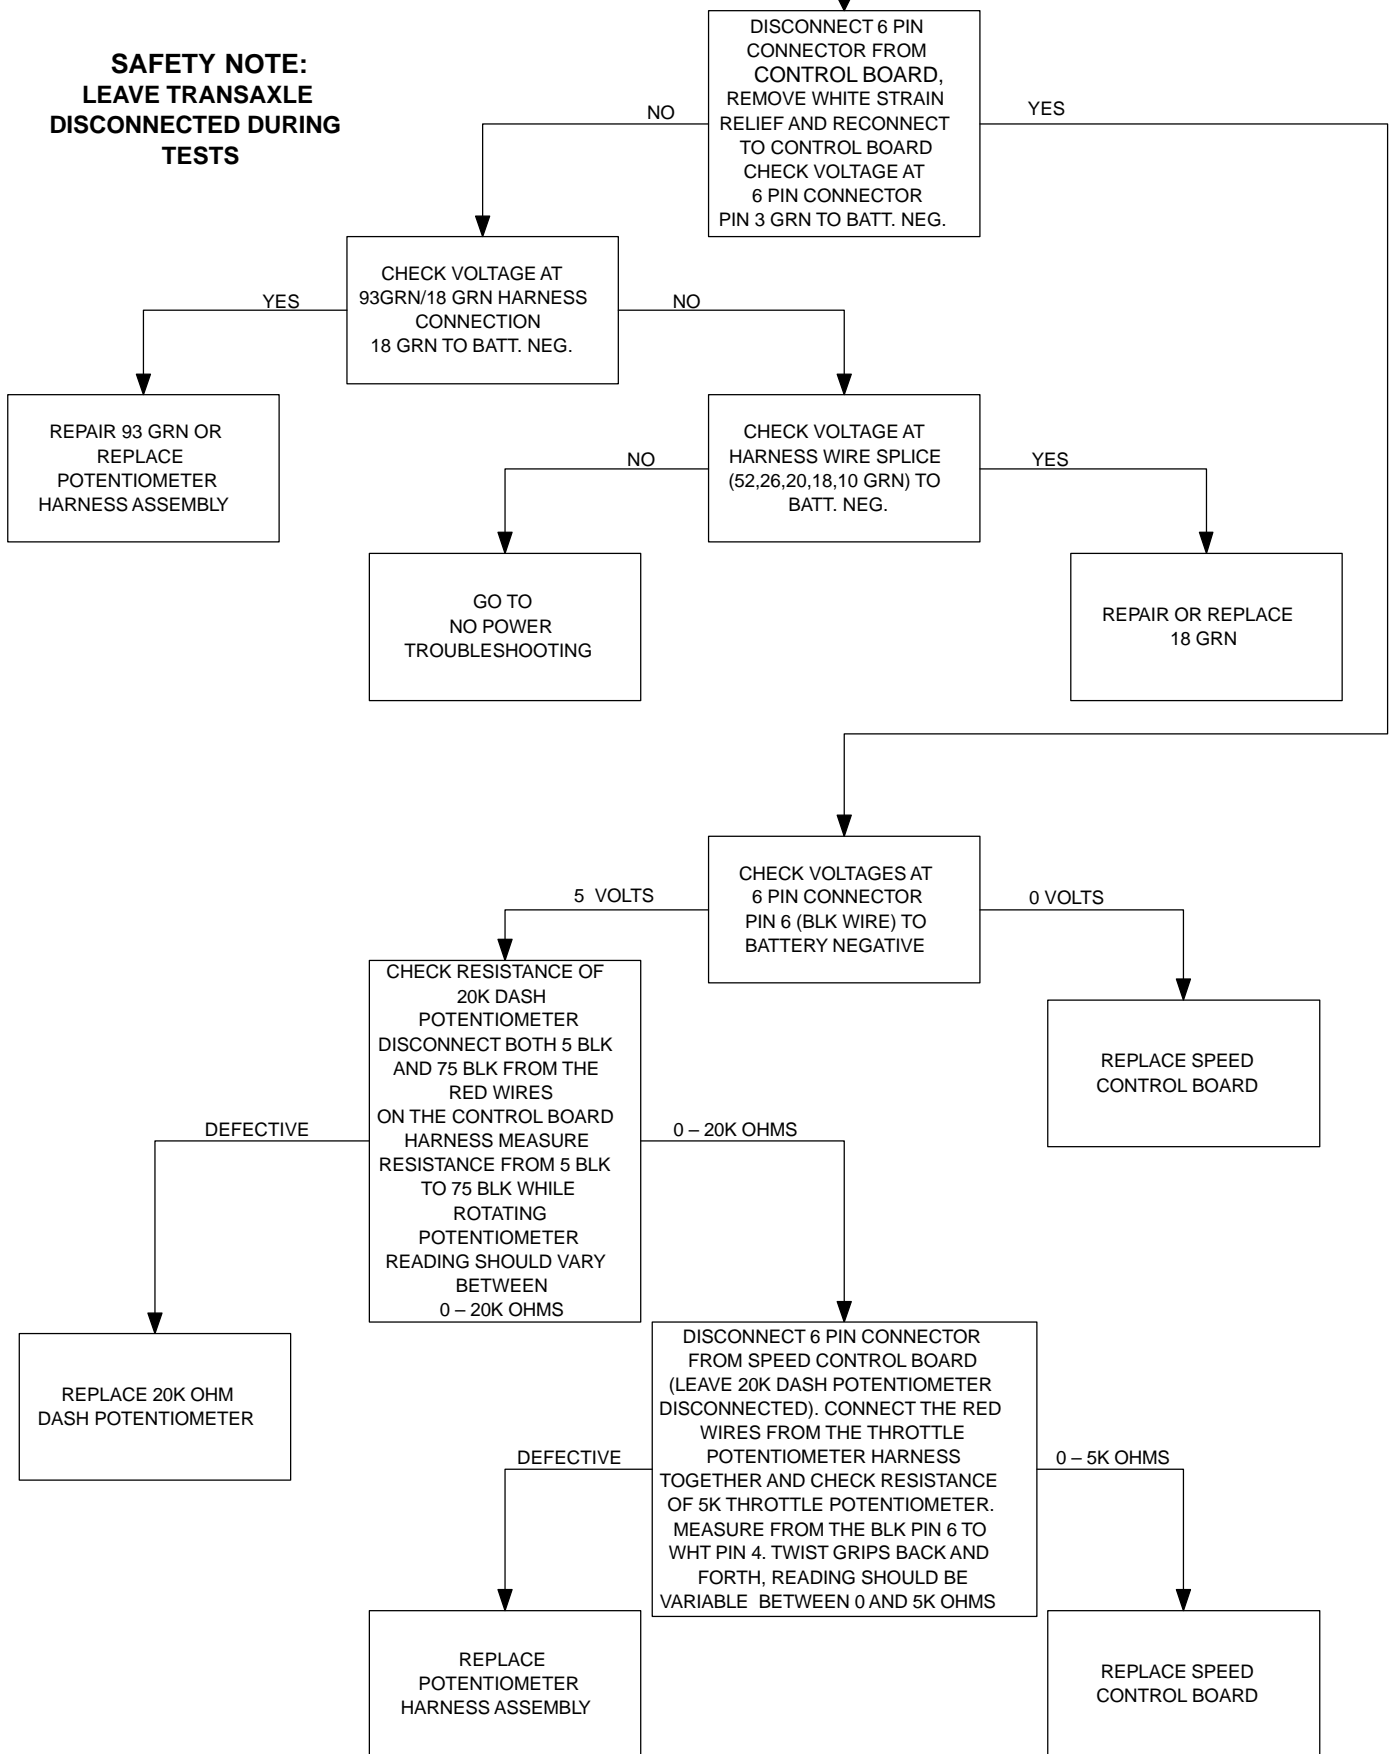 SAFETY NOTE:
LEAVE TRANSAXLE
DISCONNECTED DURING
TESTS
DISCONNECT 6 PIN
CONNECTOR FROM
CONTROL BOARD,
REMOVE WHITE STRAIN
RELIEF AND RECONNECT
TO CONTROL BOARD
CHECK VOLTAGE AT
6 PIN CONNECTOR
PIN 3 GRN TO BATT. NEG.
NO
YES
CHECK VOLTAGE AT
93GRN/18 GRN HARNESS
CONNECTION
18 GRN TO BATT. NEG.
YES
NO
REPAIR 93 GRN OR
REPLACE
POTENTIOMETER
HARNESS ASSEMBLY
CHECK VOLTAGE AT
HARNESS WIRE SPLICE
(52,26,20,18,10 GRN) TO
BATT. NEG.
NO
YES
GO TO
NO POWER
TROUBLESHOOTING
REPAIR OR REPLACE
18 GRN
CHECK VOLTAGES AT
6 PIN CONNECTOR
PIN 6 (BLK WIRE) TO
BATTERY NEGATIVE
5 VOLTS
0 VOLTS
CHECK RESISTANCE OF
20K DASH
POTENTIOMETER
DISCONNECT BOTH 5 BLK
AND 75 BLK FROM THE
RED WIRES
ON THE CONTROL BOARD
HARNESS MEASURE
RESISTANCE FROM 5 BLK
TO 75 BLK WHILE
ROTATING
POTENTIOMETER
READING SHOULD VARY
BETWEEN
0 – 20K OHMS
REPLACE SPEED
CONTROL BOARD
DEFECTIVE
0 – 20K OHMS
REPLACE 20K OHM
DASH POTENTIOMETER
DISCONNECT 6 PIN CONNECTOR
FROM SPEED CONTROL BOARD
(LEAVE 20K DASH POTENTIOMETER
DISCONNECTED). CONNECT THE RED
WIRES FROM THE THROTTLE
POTENTIOMETER HARNESS
TOGETHER AND CHECK RESISTANCE
OF 5K THROTTLE POTENTIOMETER.
MEASURE FROM THE BLK PIN 6 TO
WHT PIN 4. TWIST GRIPS BACK AND
FORTH, READING SHOULD BE
VARIABLE BETWEEN 0 AND 5K OHMS
DEFECTIVE
0 – 5K OHMS
REPLACE
POTENTIOMETER
HARNESS ASSEMBLY
REPLACE SPEED
CONTROL BOARD